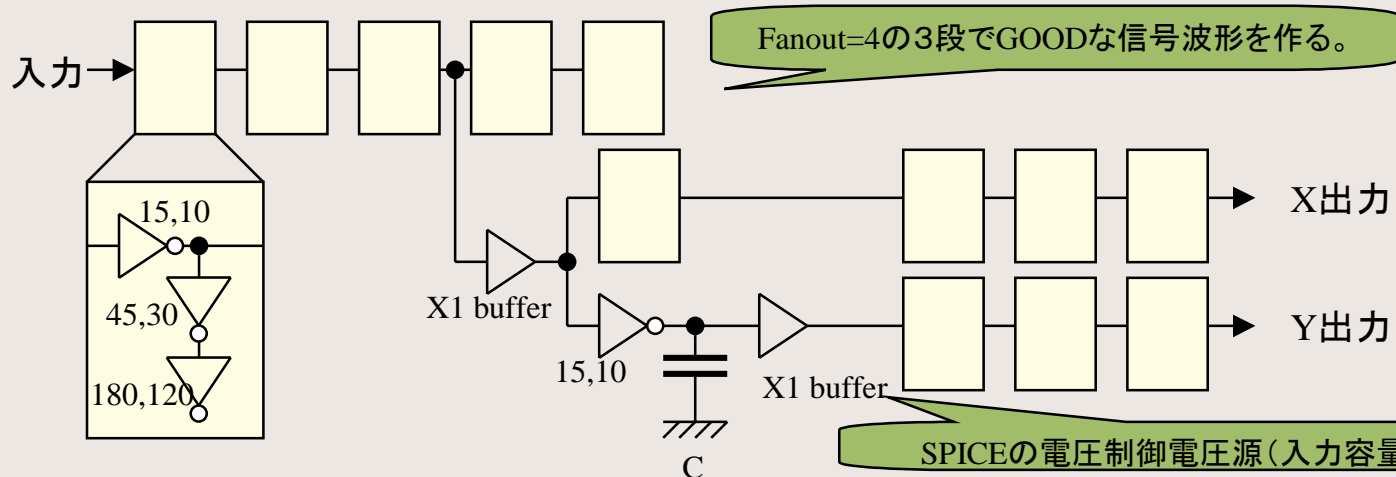 Fanout=4の3段でGOODな信号波形を作る。
入力
15,10
45,30
180,120
X1 buffer
X出力
15,10
X1 buffer
Y出力
C
SPICEの電圧制御電圧源(入力容量